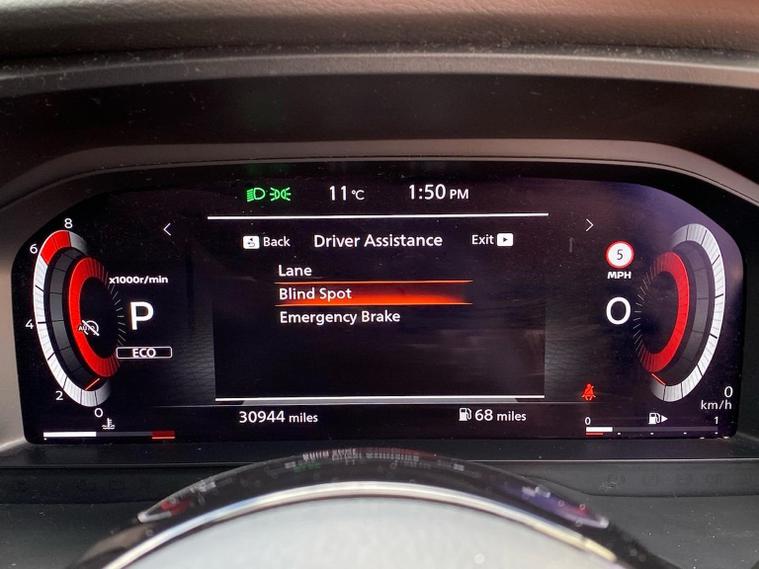 11°C 1:50 PM
Back Driver Assistance Exit
Lane
Blind Spot
Emergency Brake
8
6
4
2
0
x1000r/min
P
AUTO
ECO
5
MPH
0
0
km/h
30944 miles
68 miles
0 1